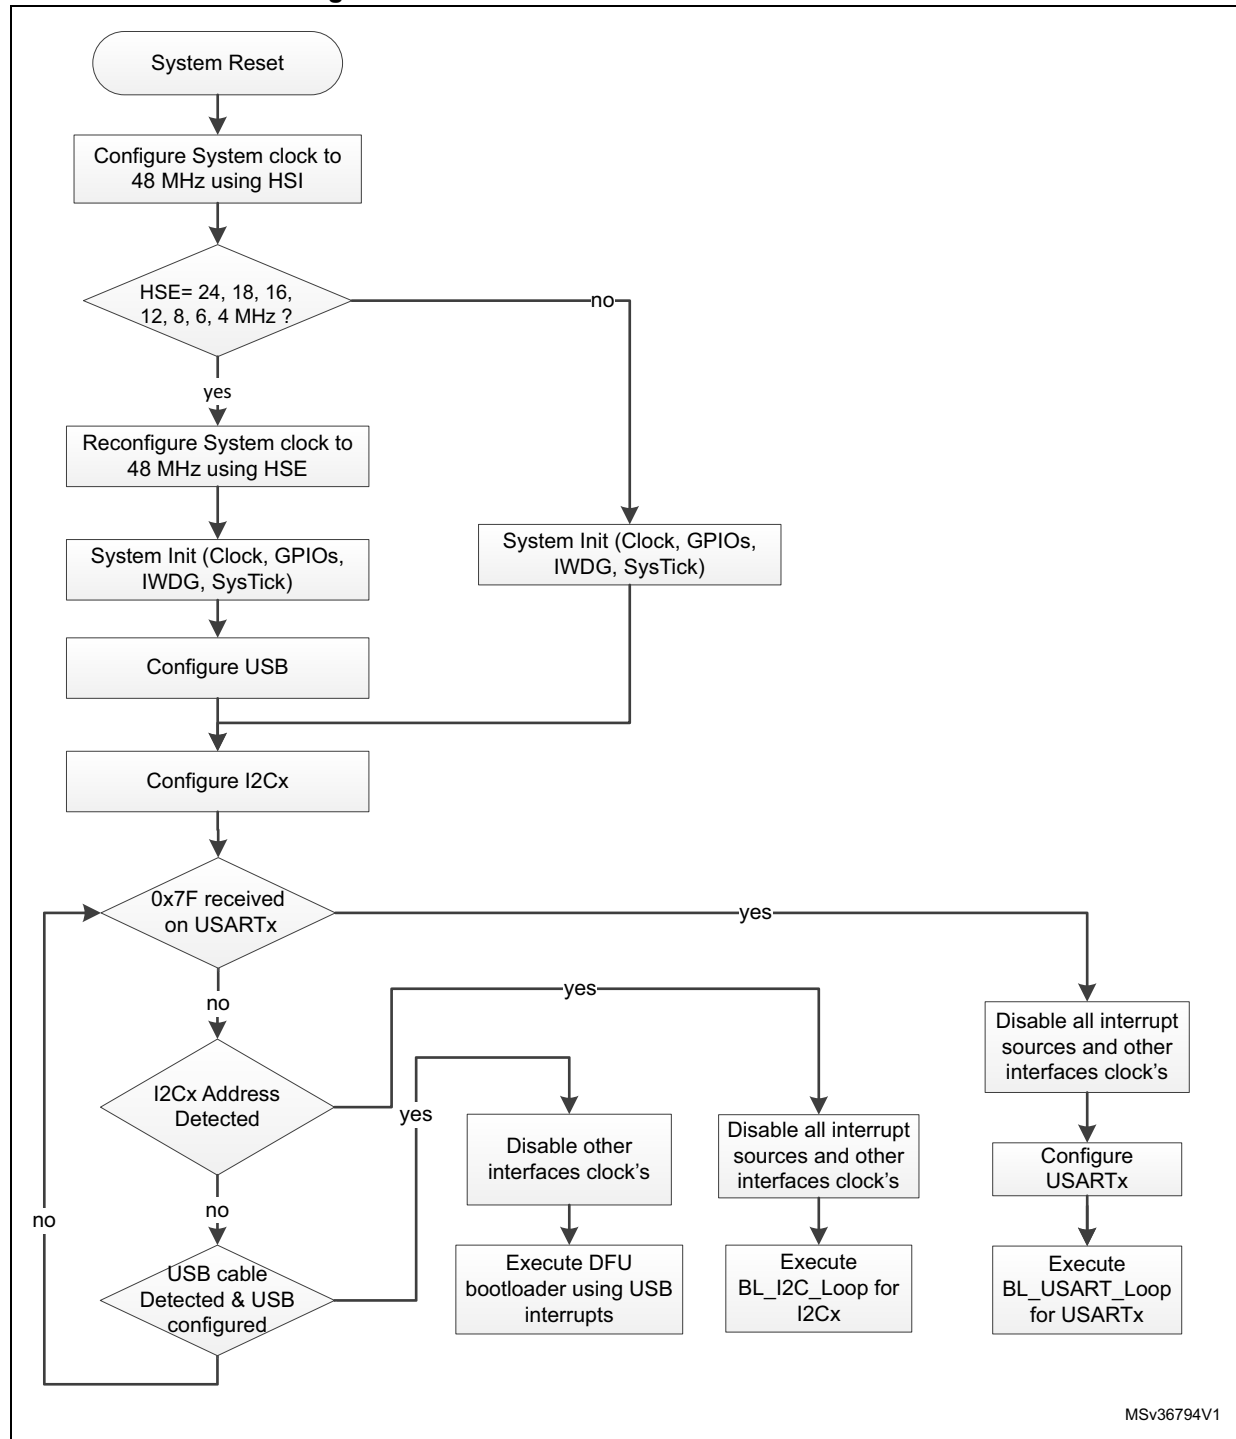 System Reset
Configure System clock to
48 MHz using HSI
HSE= 24, 18, 16,
12, 8, 6, 4 MHz ?
no
yes
Reconfigure System clock to
48 MHz using HSE
System Init (Clock, GPIOs,
IWDG, SysTick)
System Init (Clock, GPIOs,
IWDG, SysTick)
Configure USB
Configure I2Cx
0x7F received
on USARTx
yes
no
yes
I2Cx Address
Detected
yes
no
no
USB cable
Detected & USB
configured
Disable other
interfaces clock's
Execute DFU
bootloader using USB
interrupts
Disable all interrupt
sources and other
interfaces clock's
Execute
BL_I2C_Loop for
I2Cx
Disable all interrupt
sources and other
interfaces clock's
Configure
USARTx
Execute
BL_USART_Loop
for USARTx
MSv36794V1